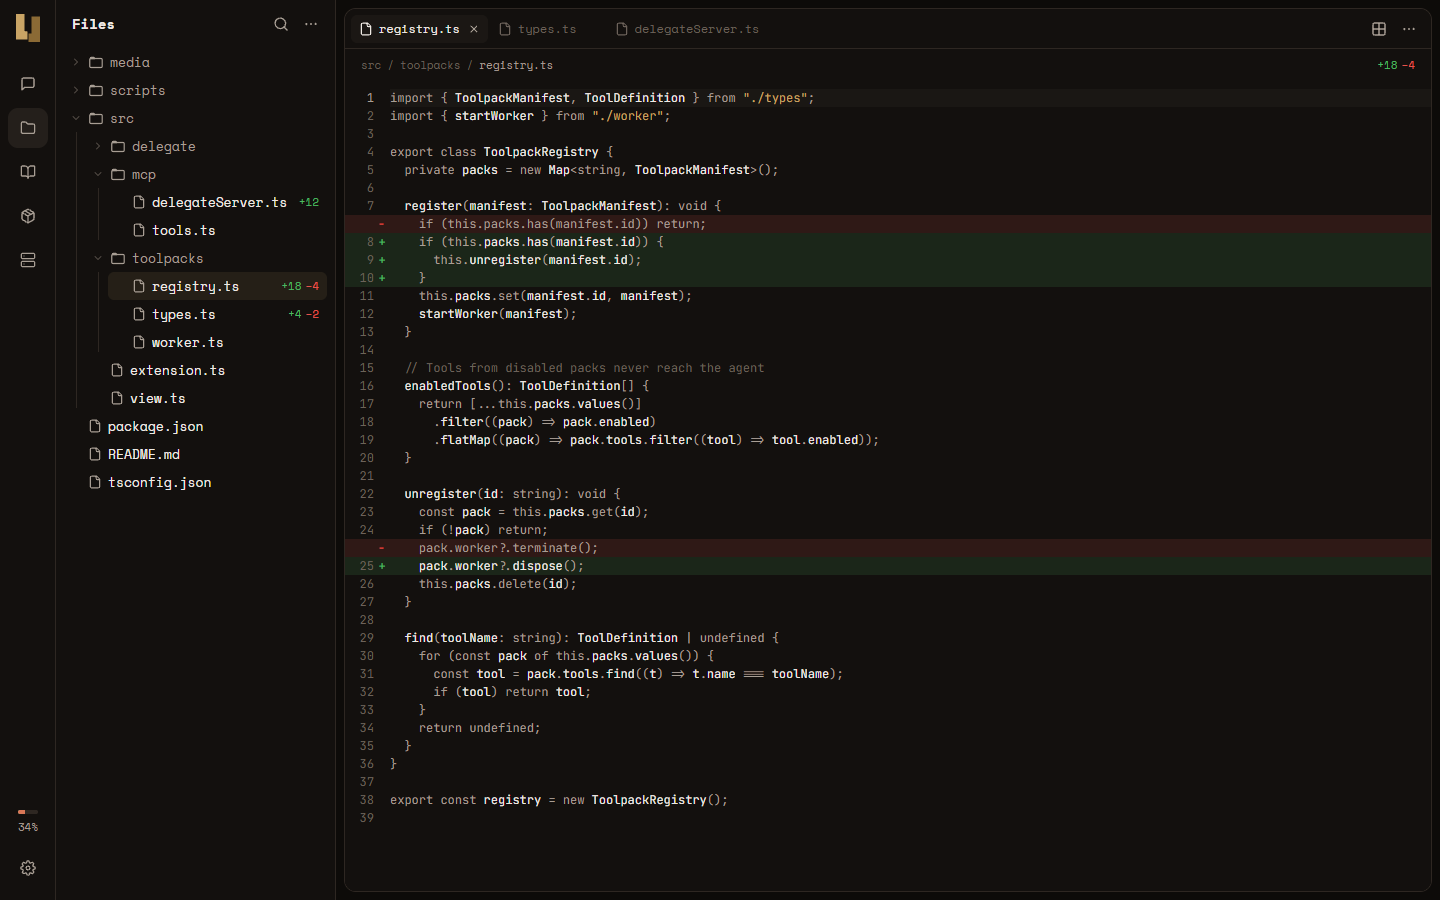 Files
media
scripts
src
delegate
mcp
delegateServer.ts +12
tools.ts
toolpacks
registry.ts +18 −4
types.ts +4 −2
worker.ts
extension.ts
view.ts
package.json
README.md
tsconfig.json
34%
registry.ts × types.ts delegateServer.ts
src / toolpacks / registry.ts +18 −4
1 import { ToolpackManifest, ToolDefinition } from "./types";
2 import { startWorker } from "./worker";
3
4 export class ToolpackRegistry {
5   private packs = new Map<string, ToolpackManifest>();
6
7   register(manifest: ToolpackManifest): void {
-     if (this.packs.has(manifest.id)) return;
8 +     if (this.packs.has(manifest.id)) {
9 +       this.unregister(manifest.id);
10 +     }
11     this.packs.set(manifest.id, manifest);
12     startWorker(manifest);
13   }
14
15   // Tools from disabled packs never reach the agent
16   enabledTools(): ToolDefinition[] {
17     return [...this.packs.values()]
18       .filter((pack) => pack.enabled)
19       .flatMap((pack) => pack.tools.filter((tool) => tool.enabled));
20   }
21
22   unregister(id: string): void {
23     const pack = this.packs.get(id);
24     if (!pack) return;
-     pack.worker?.terminate();
25 +     pack.worker?.dispose();
26     this.packs.delete(id);
27   }
28
29   find(toolName: string): ToolDefinition | undefined {
30     for (const pack of this.packs.values()) {
31       const tool = pack.tools.find((t) => t.name === toolName);
32       if (tool) return tool;
33     }
34     return undefined;
35   }
36 }
37
38 export const registry = new ToolpackRegistry();
39